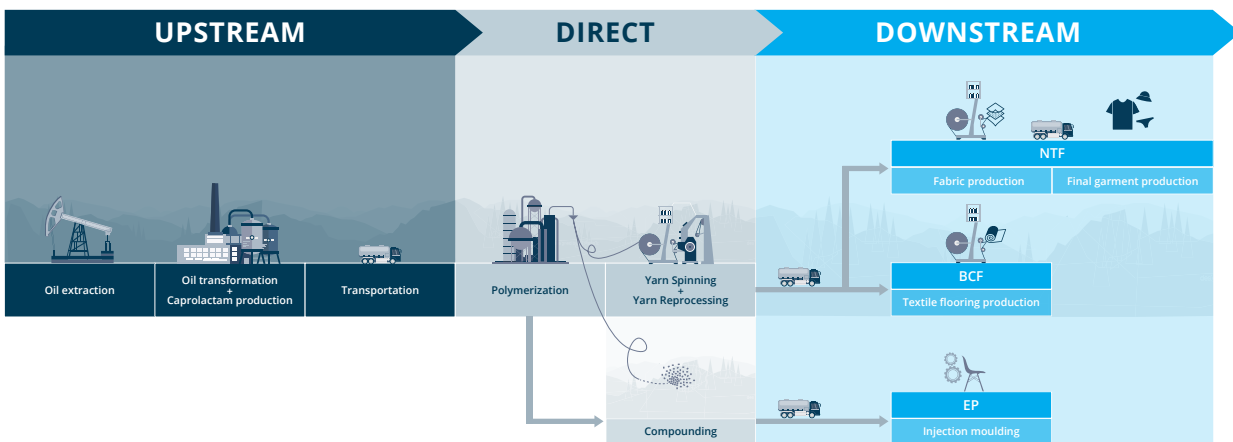 UPSTREAM
DIRECT
DOWNSTREAM
NTF
Fabric production
Final garment production
Oil extraction
Oil transformation
+
Caprolactam production
Transportation
Polymerization
Yarn Spinning
+
Yarn Reprocessing
BCF
Textile flooring production
Compounding
EP
Injection moulding